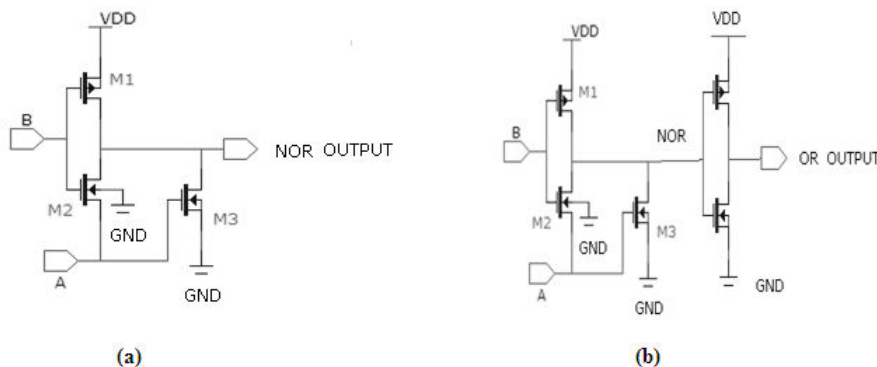 VDD
M1
B
NOR OUTPUT
M2
GND
M3
A
GND
(a)
VDD
VDD
M1
B
NOR
OR OUTPUT
M2
GND
M3
A
GND
GND
(b)